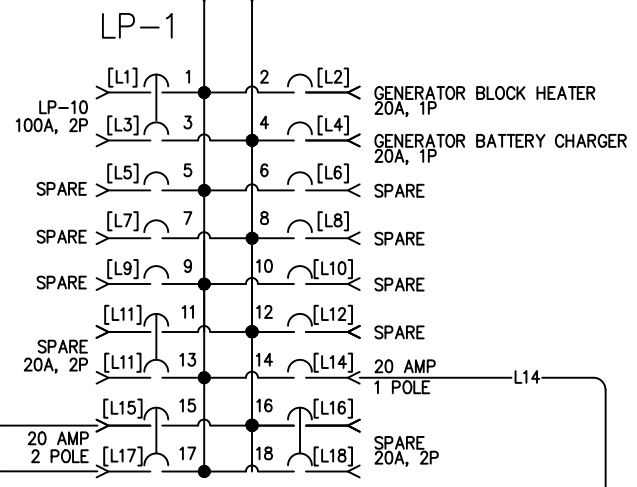 LP-1
[L1] 1 2 [L2]
GENERATOR BLOCK HEATER
20A, 1P
LP-10
100A, 2P
[L3] 3 4 [L4]
GENERATOR BATTERY CHARGER
20A, 1P
SPARE [L5] 5 6 [L6] SPARE
SPARE [L7] 7 8 [L8] SPARE
SPARE [L9] 9 10 [L10] SPARE
[L11] 11 12 [L12] SPARE
SPARE
20A, 2P
[L11] 13 14 [L14] 20 AMP
1 POLE
L14
[L15] 15 16 [L16]
20 AMP
2 POLE
[L17] 17 18 [L18]
SPARE
20A, 2P